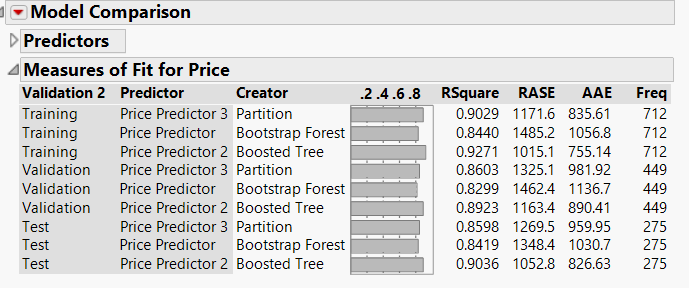 Model Comparison
Predictors
Measures of Fit for Price
Validation 2 Predictor Creator .2 .4 .6 .8 RSquare RASE AAE Freq
Training Price Predictor 3 Partition 0.9029 1171.6 835.61 712
Training Price Predictor Bootstrap Forest 0.8440 1485.2 1056.8 712
Training Price Predictor 2 Boosted Tree 0.9271 1015.1 755.14 712
Validation Price Predictor 3 Partition 0.8603 1325.1 981.92 449
Validation Price Predictor Bootstrap Forest 0.8299 1462.4 1136.7 449
Validation Price Predictor 2 Boosted Tree 0.8923 1163.4 890.41 449
Test Price Predictor 3 Partition 0.8598 1269.5 959.95 275
Test Price Predictor Bootstrap Forest 0.8419 1348.4 1030.7 275
Test Price Predictor 2 Boosted Tree 0.9036 1052.8 826.63 275